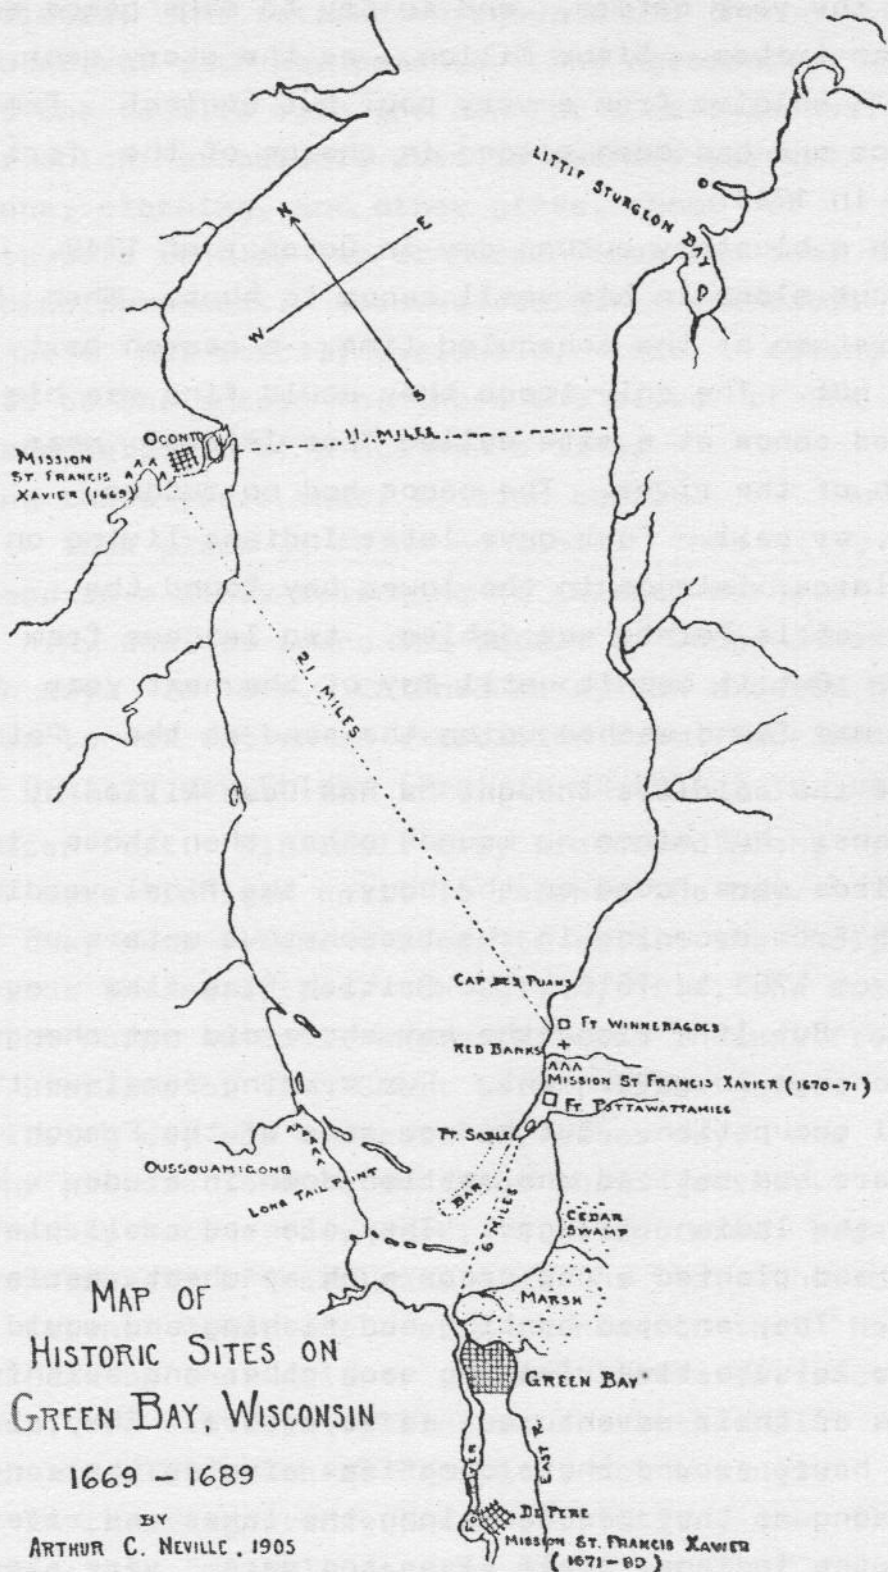 LITTLE STURGEON BAY
N
E
W
S
OCONTO
11 MILES
MISSION
ST. FRANCIS
XAVIER (1669)
21 MILES
CAP DES PUANS
FT WINNEBAGOES
RED BANKS
MISSION ST FRANCIS XAVIER (1670-71)
FT POTTAWATTAMIES
PT. SABLE
OUSSOUAMIGONG
LONG TAIL POINT
BAR
6 MILES
CEDAR
SWAMP
MARSH
GREEN BAY
FOX RIVER
EAST R.
DE PERE
MISSION ST. FRANCIS XAVIER
(1671-80)
MAP OF
HISTORIC SITES ON
GREEN BAY, WISCONSIN
1669 – 1689
BY
ARTHUR C. NEVILLE, 1905